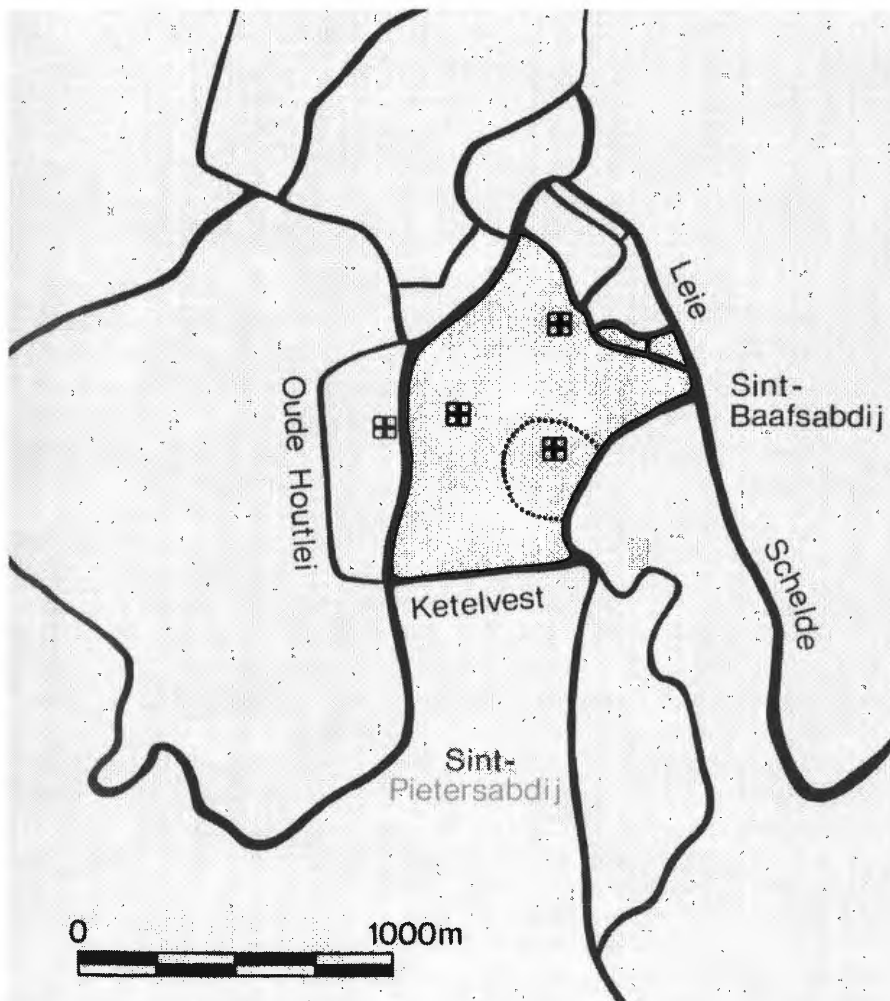 Leie
Sint-
Baafsabdij
Oude Houtlei
Schelde
Ketelvest
Sint-
Pietersabdij
0 1000m